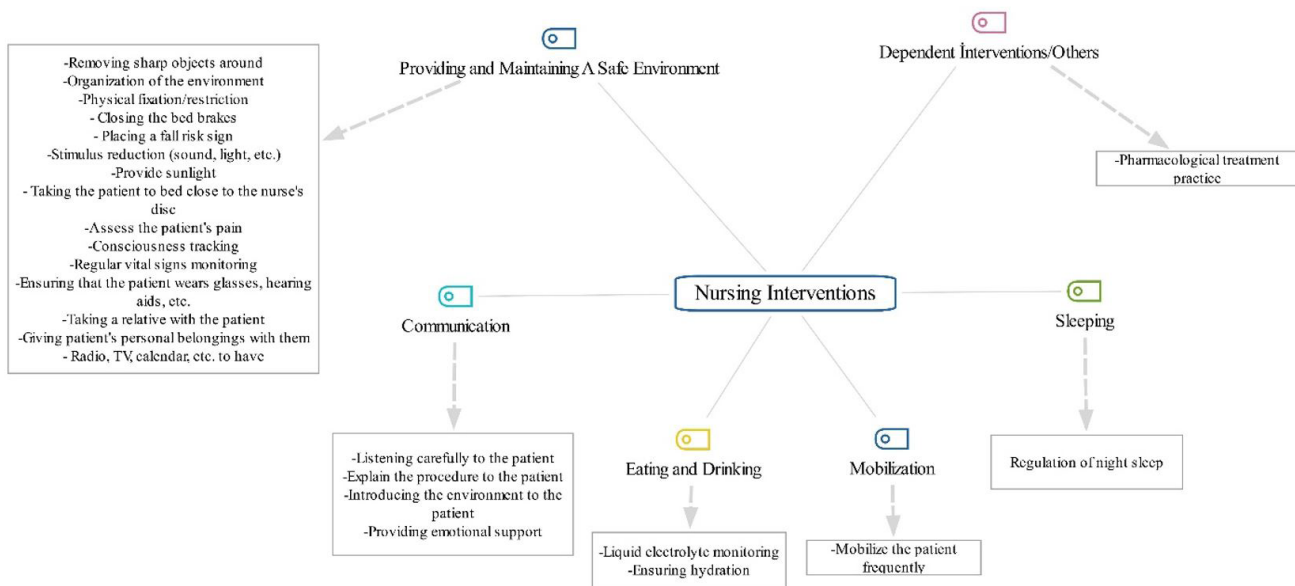 Providing and Maintaining A Safe Environment
-Removing sharp objects around
-Organization of the environment
-Physical fixation/restriction
- Closing the bed brakes
- Placing a fall risk sign
-Stimulus reduction (sound, light, etc.)
-Provide sunlight
- Taking the patient to bed close to the nurse's
disc
-Assess the patient's pain
-Consciousness tracking
-Regular vital signs monitoring
-Ensuring that the patient wears glasses, hearing
aids, etc.
-Taking a relative with the patient
-Giving patient's personal belongings with them
- Radio, TV, calendar, etc. to have
Dependent İnterventions/Others
-Pharmacological treatment
practice
Nursing Interventions
Communication
-Listening carefully to the patient
-Explain the procedure to the patient
-Introducing the environment to the
patient
-Providing emotional support
Eating and Drinking
-Liquid electrolyte monitoring
-Ensuring hydration
Mobilization
-Mobilize the patient
frequently
Sleeping
Regulation of night sleep